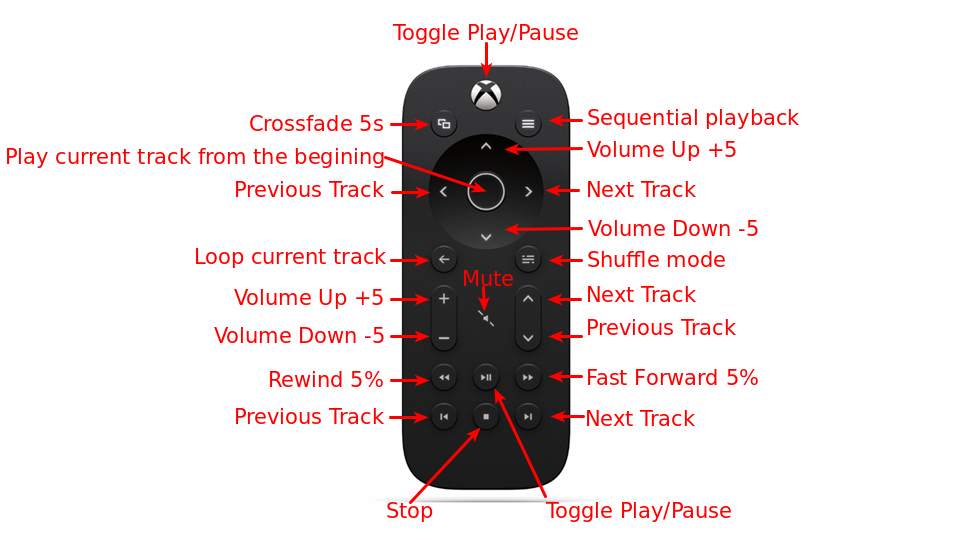 Toggle Play/Pause
Crossfade 5s
Sequential playback
Play current track from the begining
Volume Up +5
Previous Track
Next Track
Volume Down -5
Loop current track
Shuffle mode
Mute
Volume Up +5
Next Track
Volume Down -5
Previous Track
Rewind 5%
Fast Forward 5%
Previous Track
Next Track
Stop
Toggle Play/Pause